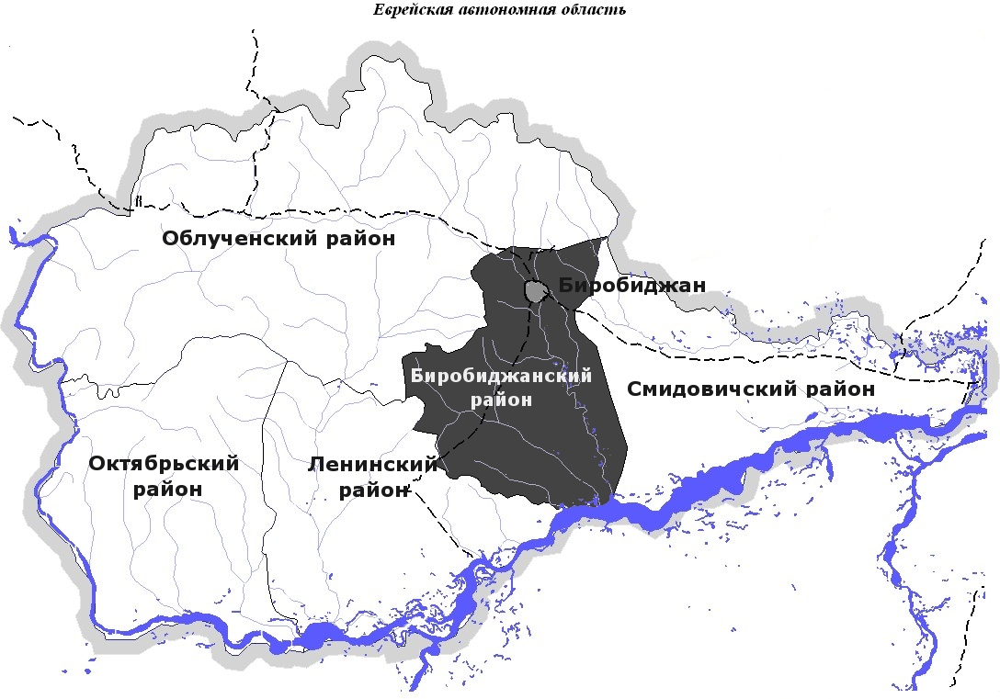 Еврейская автономная область
Облученский район
Биробиджан
Биробиджанский
район
Смидовичский район
Октябрьский
район
Ленинский
район